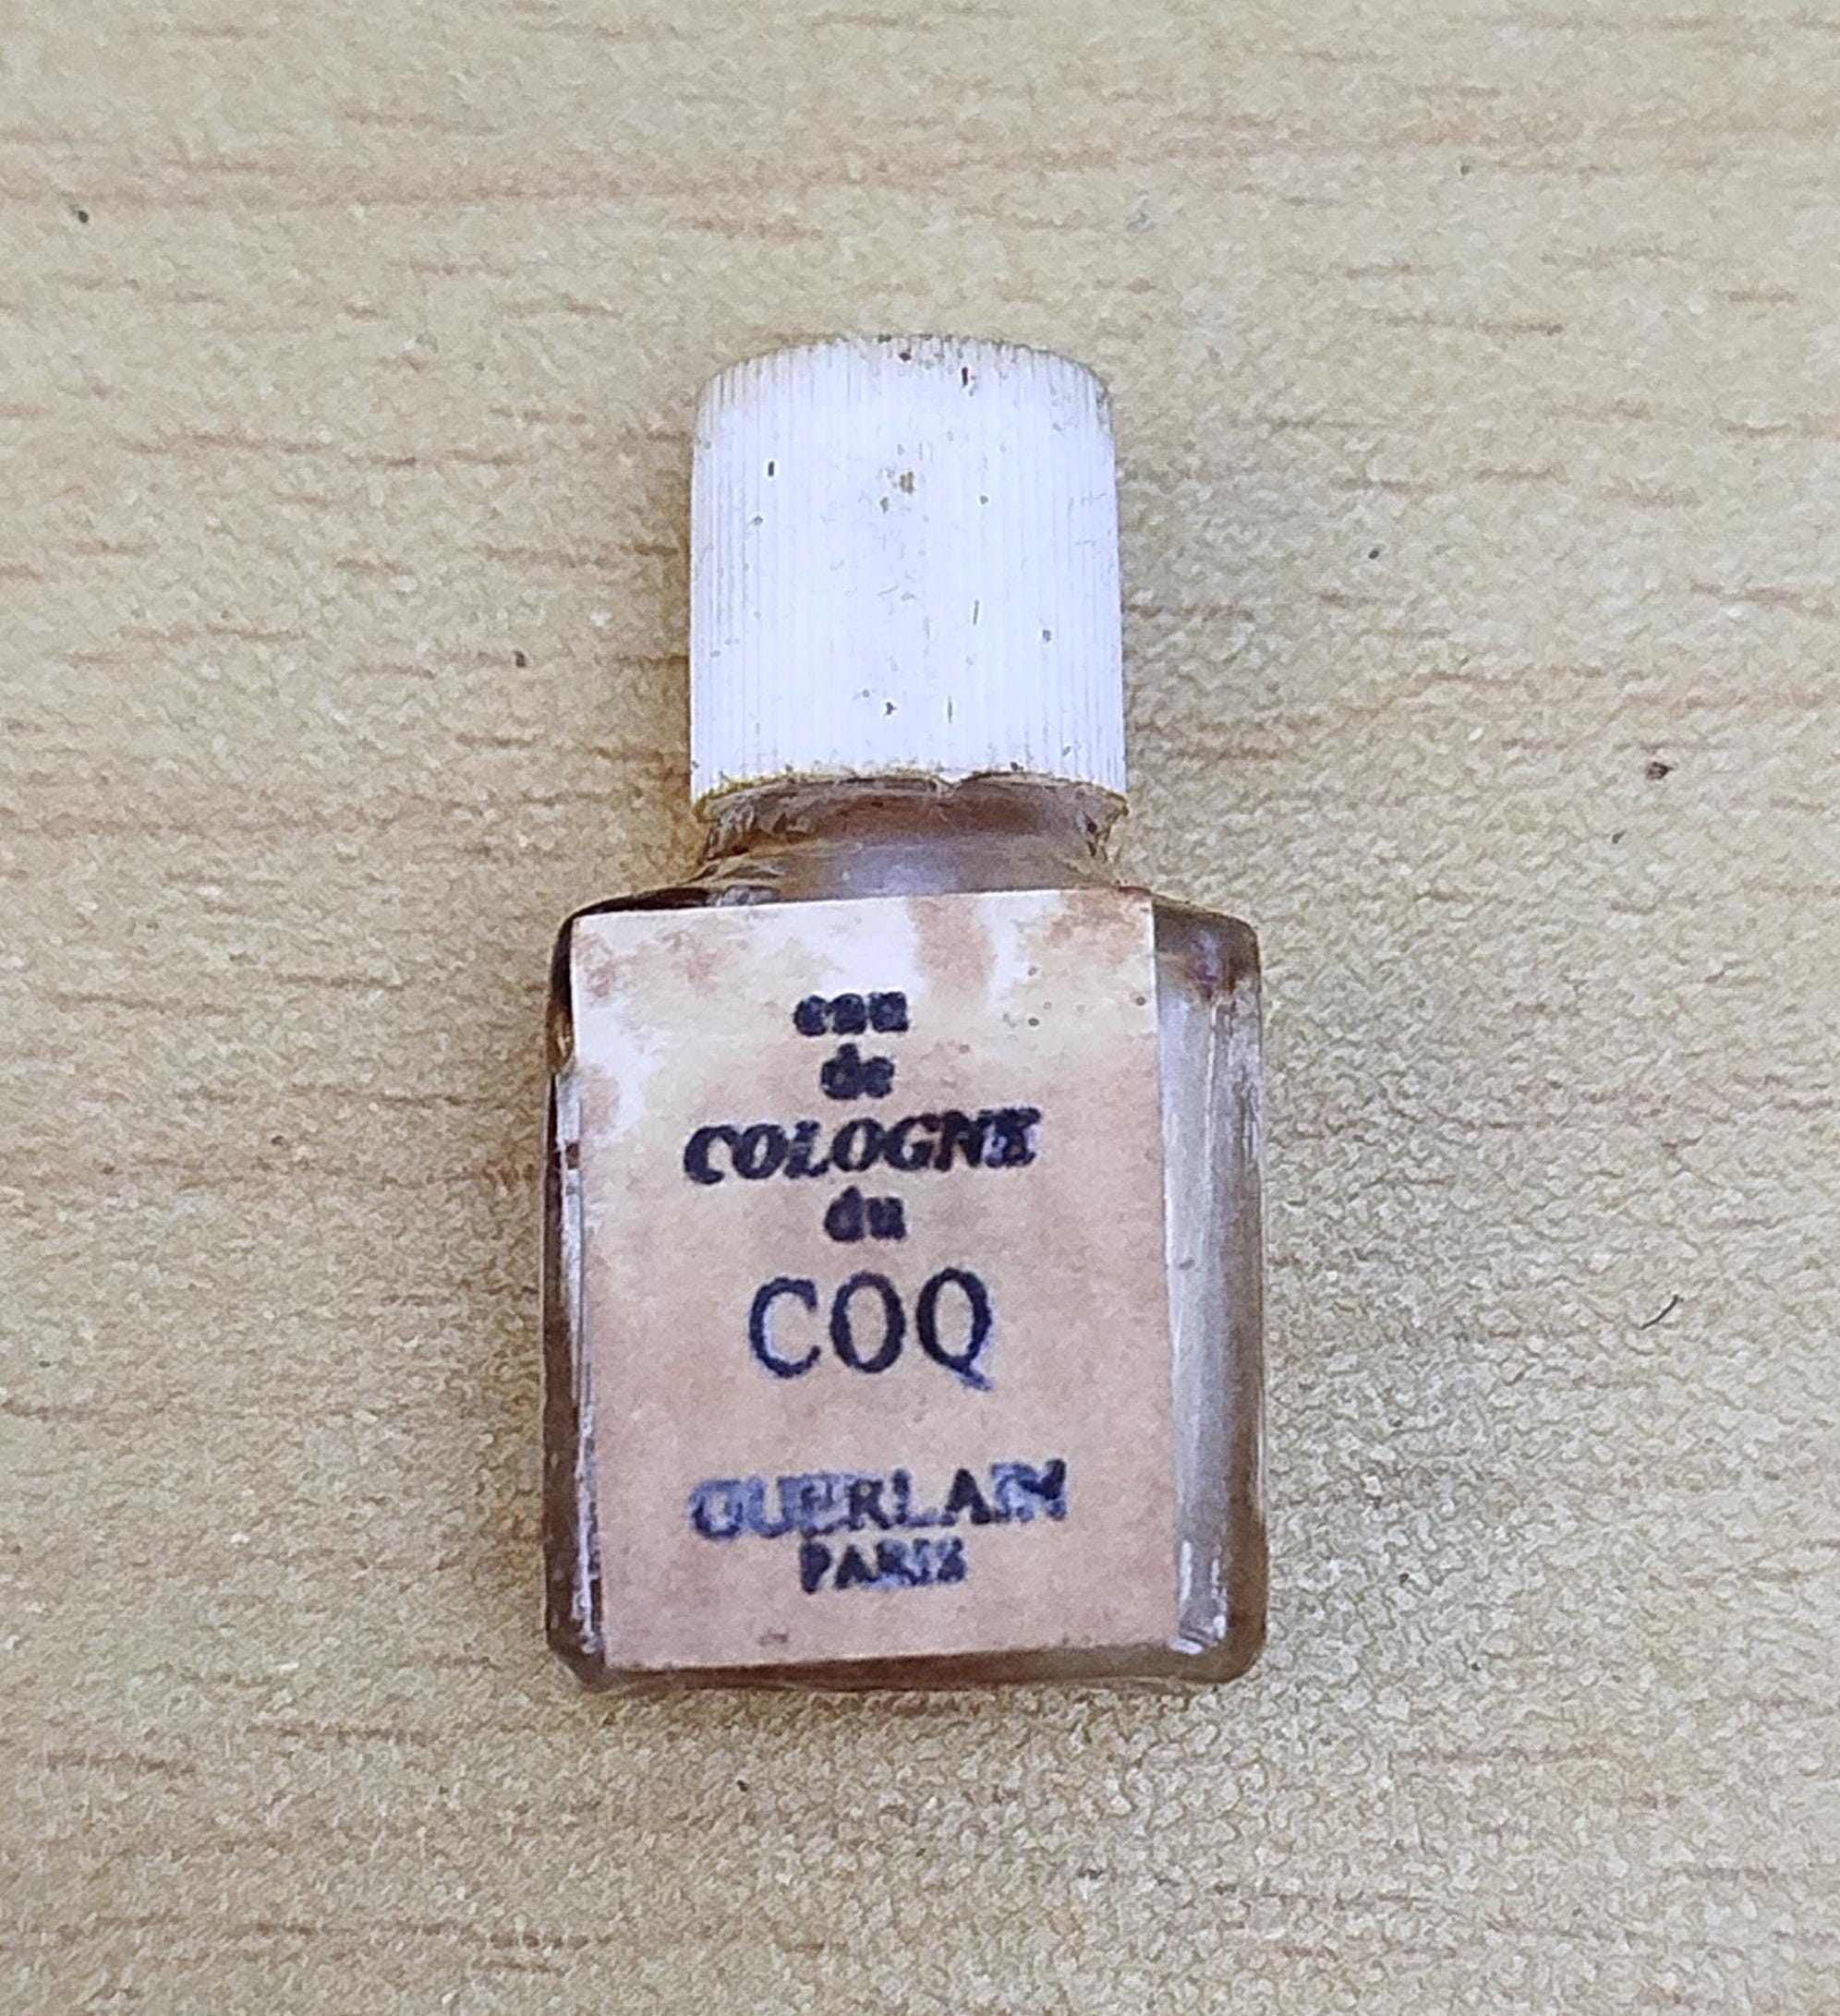 eau
de
COLOGNE
du
COQ
GUERLAIN
PARIS